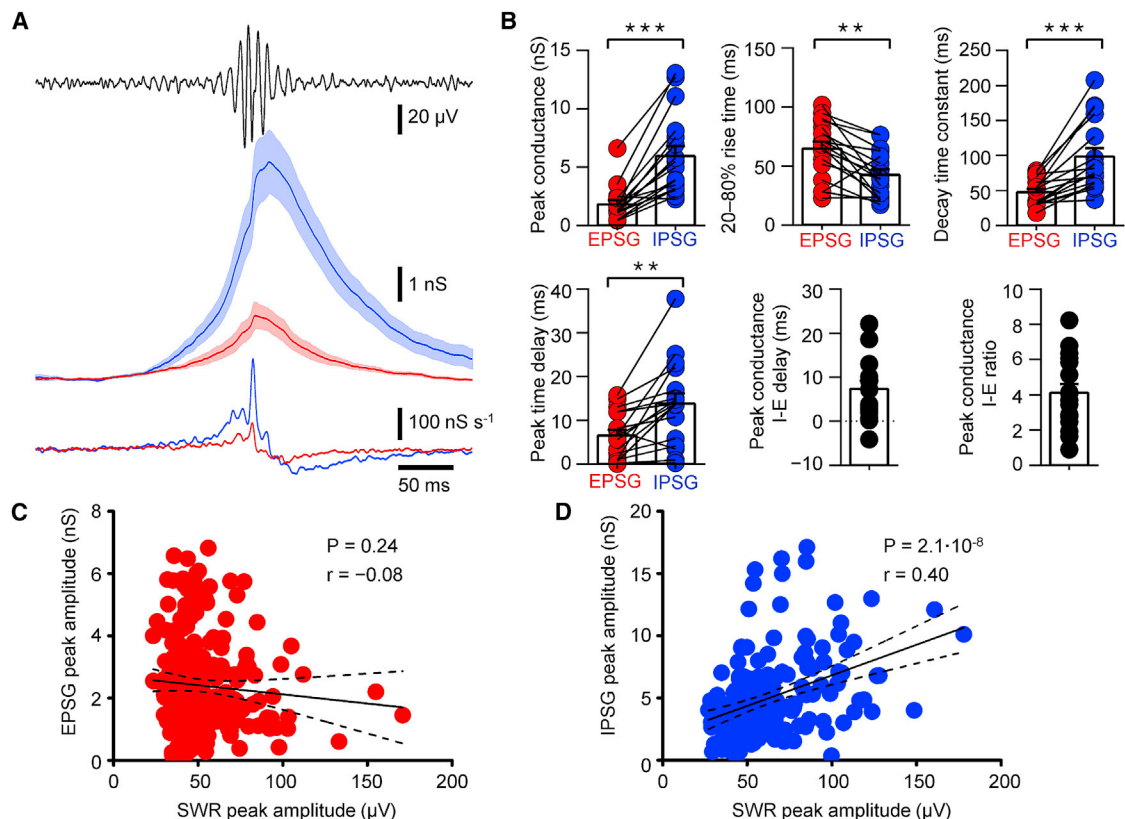 A
20 μV
1 nS
100 nS s⁻¹
50 ms
B
Peak conductance (nS)
15
10
5
0
***
EPSG
IPSG
20–80% rise time (ms)
150
100
50
0
**
EPSG
IPSG
Decay time constant (ms)
250
200
150
100
50
0
***
EPSG
IPSG
Peak time delay (ms)
40
30
20
10
0
**
EPSG
IPSG
Peak conductance
I-E delay (ms)
30
20
10
0
−10
Peak conductance
I-E ratio
10
8
6
4
2
0
C
EPSG peak amplitude (nS)
8
6
4
2
0
P = 0.24
r = −0.08
0
50
100
150
200
SWR peak amplitude (μV)
D
IPSG peak amplitude (nS)
20
15
10
5
0
P = 2.1·10⁻⁸
r = 0.40
0
50
100
150
200
SWR peak amplitude (μV)